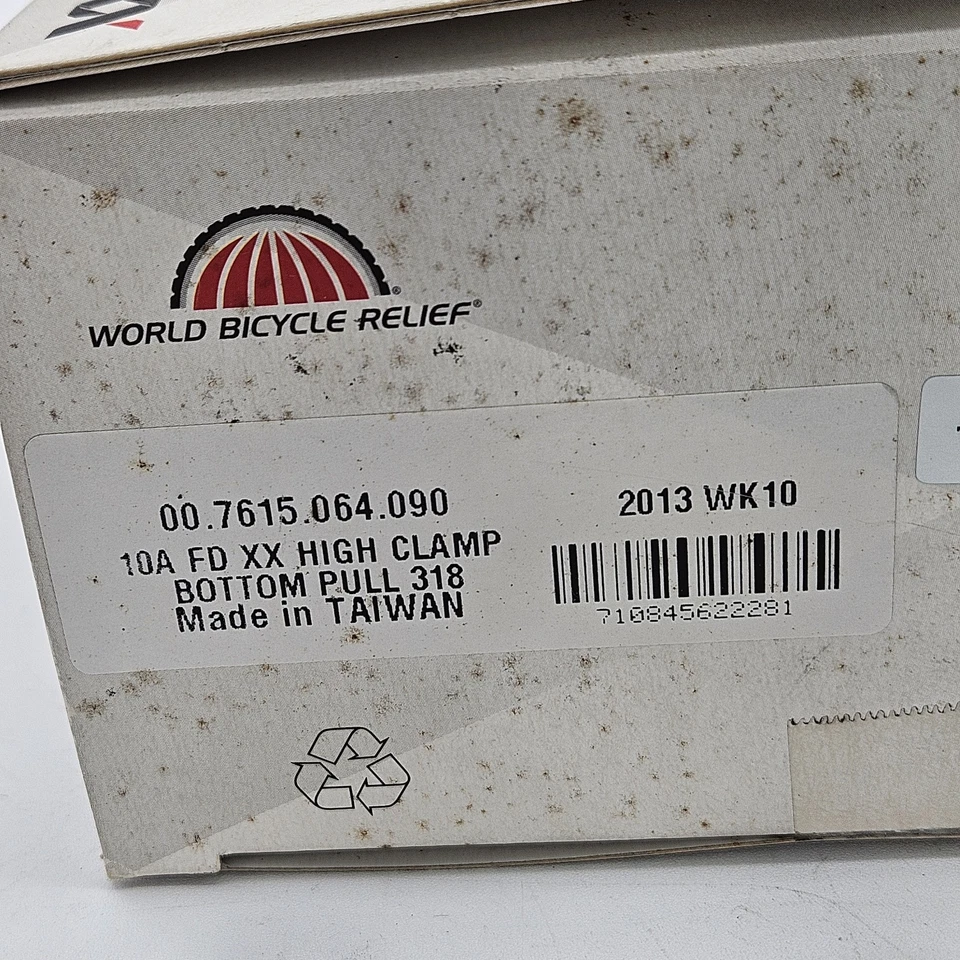 XX
WORLD BICYCLE RELIEF®
00.7615.064.090
10A FD XX HIGH CLAMP
BOTTOM PULL 318
Made in TAIWAN
2013 WK10
710845622281